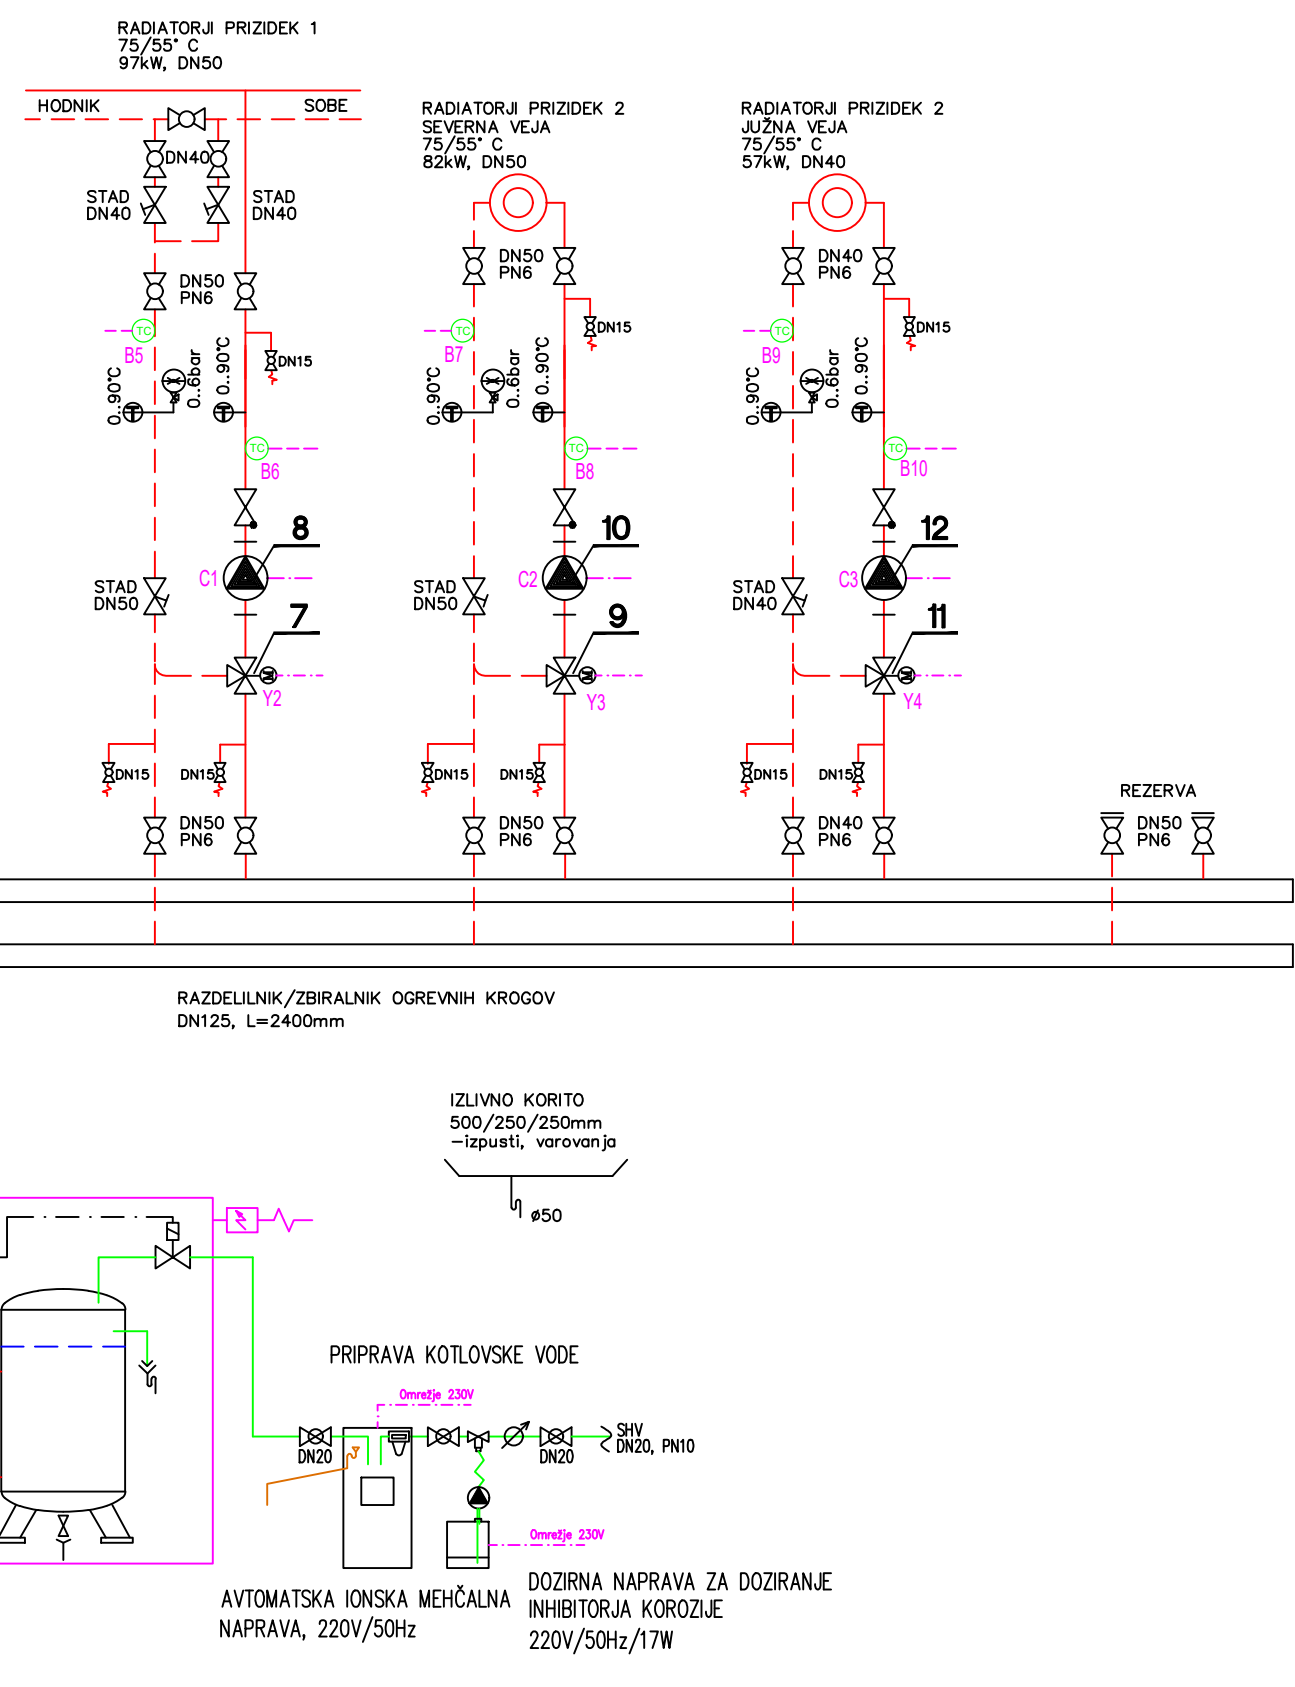 RADIATORJI PRIZIDEK 1
75/55° C
97kW, DN50
HODNIK
SOBE
DN40
STAD
DN40
STAD
DN40
DN50
PN6
TC
B5
DN15
0..90°C
0..6bar
0..90°C
TC
B6
8
C1
STAD
DN50
7
M
Y2
DN15
DN15
DN50
PN6
RADIATORJI PRIZIDEK 2
SEVERNA VEJA
75/55° C
82kW, DN50
DN50
PN6
TC
B7
DN15
0..90°C
0..6bar
0..90°C
TC
B8
10
C2
STAD
DN50
9
M
Y3
DN15
DN15
DN50
PN6
RADIATORJI PRIZIDEK 2
JUŽNA VEJA
75/55° C
57kW, DN40
DN40
PN6
TC
B9
DN15
0..90°C
0..6bar
0..90°C
TC
B10
12
C3
STAD
DN40
11
M
Y4
DN15
DN15
DN40
PN6
REZERVA
DN50
PN6
RAZDELILNIK/ZBIRALNIK OGREVNIH KROGOV
DN125, L=2400mm
IZLIVNO KORITO
500/250/250mm
-izpusti, varovanja
ø50
PRIPRAVA KOTLOVSKE VODE
Omrežje 230V
SHV
DN20, PN10
DN20
DN20
Omrežje 230V
AVTOMATSKA IONSKA MEHČALNA
NAPRAVA, 220V/50Hz
DOZIRNA NAPRAVA ZA DOZIRANJE
INHIBITORJA KOROZIJE
220V/50Hz/17W